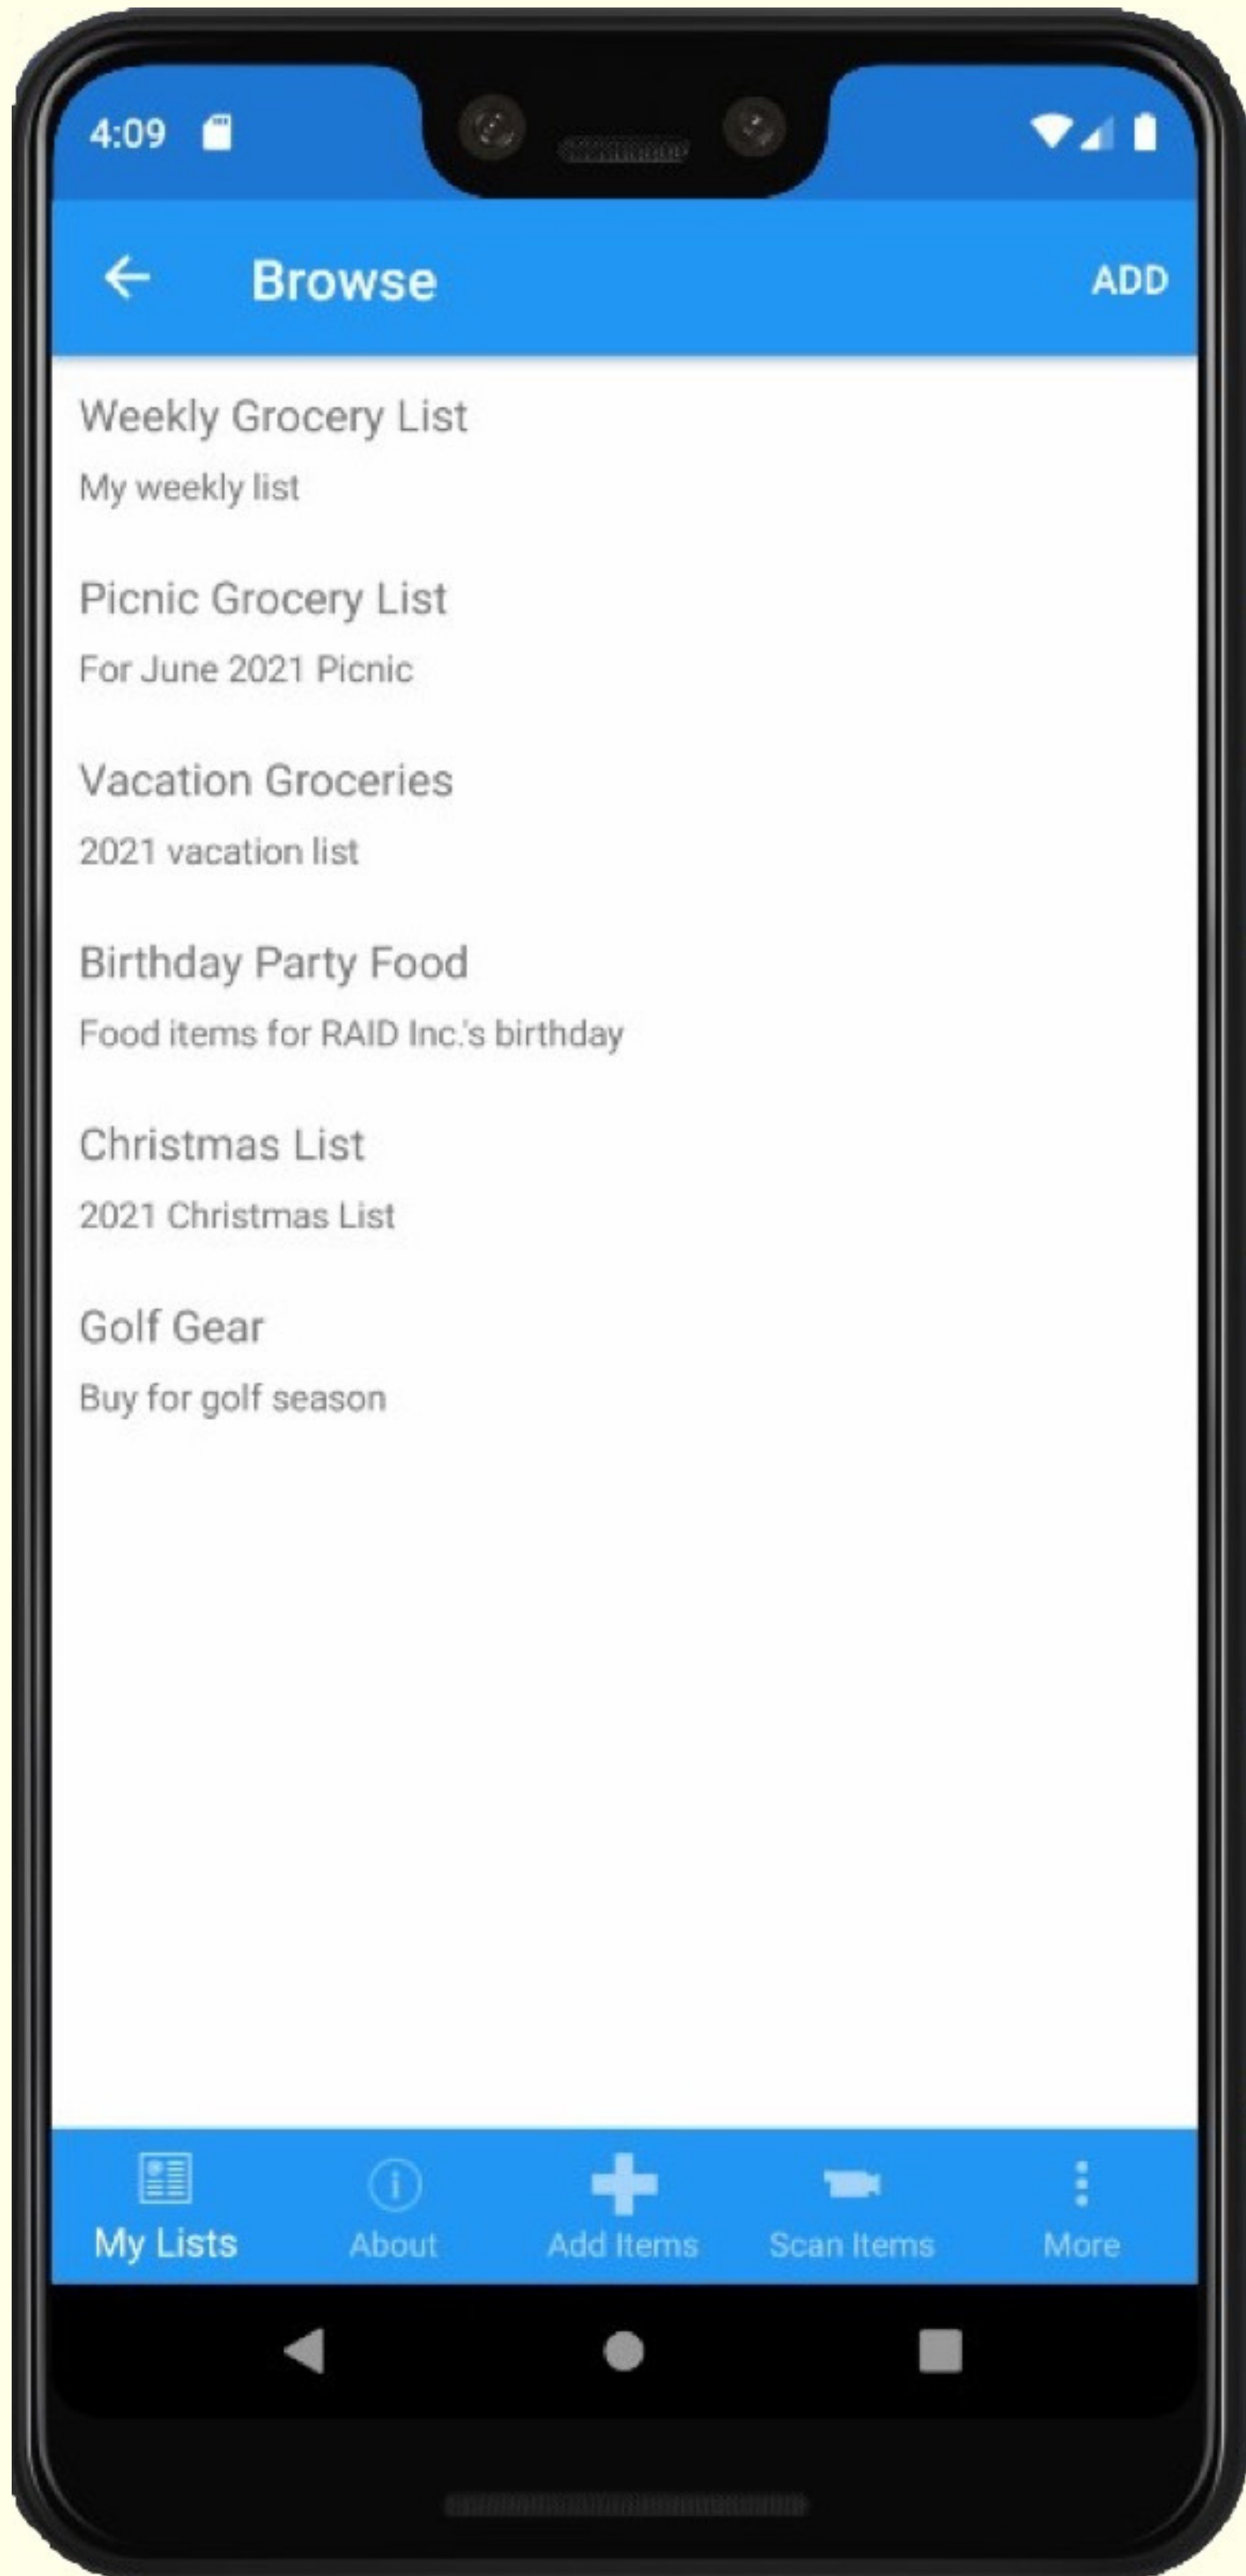 4:09
Browse
ADD
Weekly Grocery List
My weekly list
Picnic Grocery List
For June 2021 Picnic
Vacation Groceries
2021 vacation list
Birthday Party Food
Food items for RAID Inc.'s birthday
Christmas List
2021 Christmas List
Golf Gear
Buy for golf season
My Lists
About
Add Items
Scan Items
More